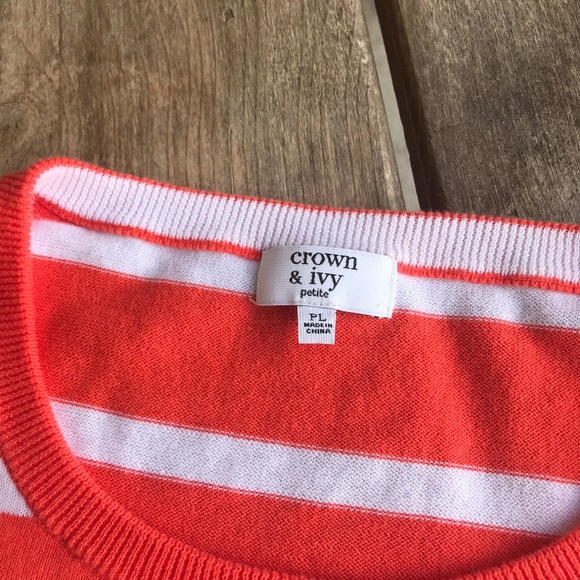 crown
& ivy
petite
PL
MADE IN
CHINA